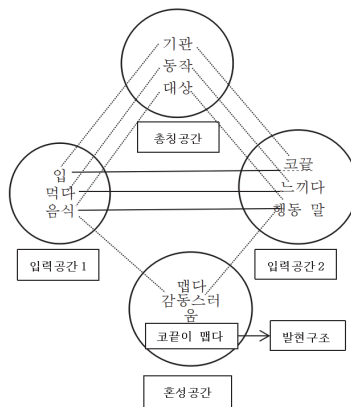 기관
동작
대상
총칭공간
입
먹다
음식
입력공간 1
코끝
느끼다
행동 말
입력공간 2
맵다
감동스러
움
코끝이 맵다
발현구조
혼성공간